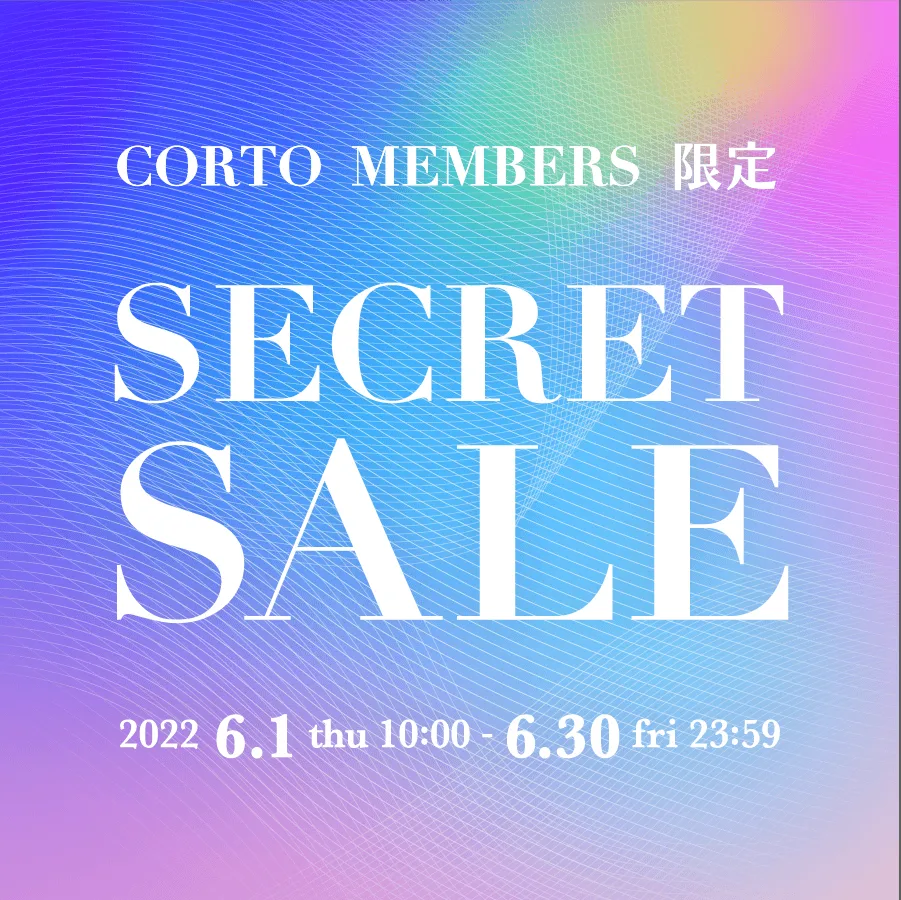 CORTO MEMBERS 限定
SECRET
SALE
2022 6.1 thu 10:00 - 6.30 fri 23:59